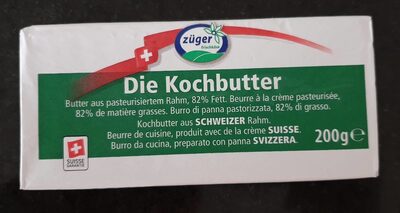 züger
frischkäse
Die Kochbutter
Butter aus pasteurisiertem Rahm, 82% Fett. Beurre à la crème pasteurisée,
82% de matière grasses. Burro di panna pastorizzata, 82% di grasso.
Kochbutter aus SCHWEIZER Rahm.
Beurre de cuisine, produit avec de la crème SUISSE.
Burro da cucina, preparato con panna SVIZZERA.
200g℮
SUISSE
GARANTIE